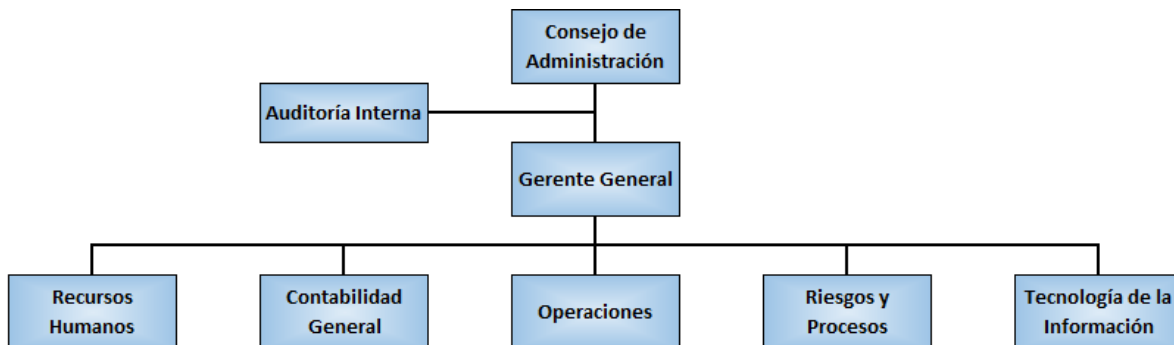 Consejo de
Administración
Auditoría Interna
Gerente General
Recursos
Humanos
Contabilidad
General
Operaciones
Riesgos y
Procesos
Tecnología de la
Información